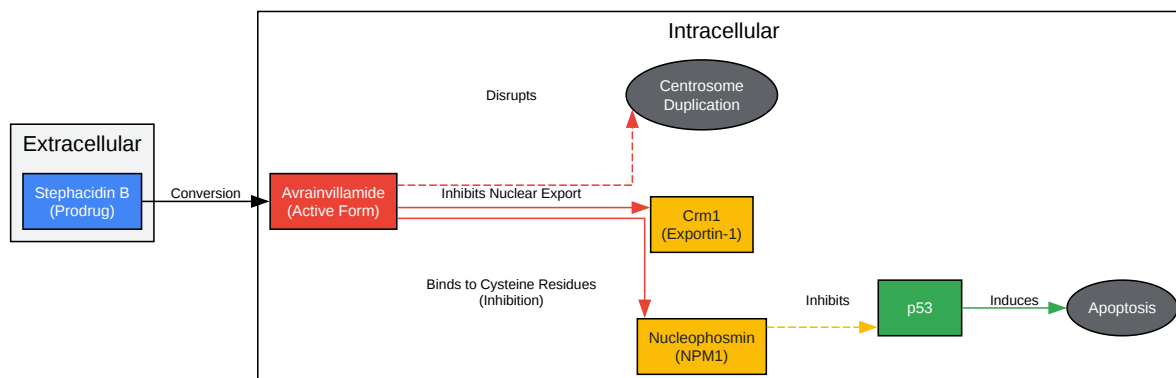 Intracellular
Centrosome
Duplication
Disrupts
Extracellular
Stephacidin B
(Prodrug)
Conversion
Avrainvillamide
(Active Form)
Inhibits Nuclear Export
Crm1
(Exportin-1)
Binds to Cysteine Residues
(Inhibition)
Nucleophosmin
(NPM1)
Inhibits
p53
Induces
Apoptosis